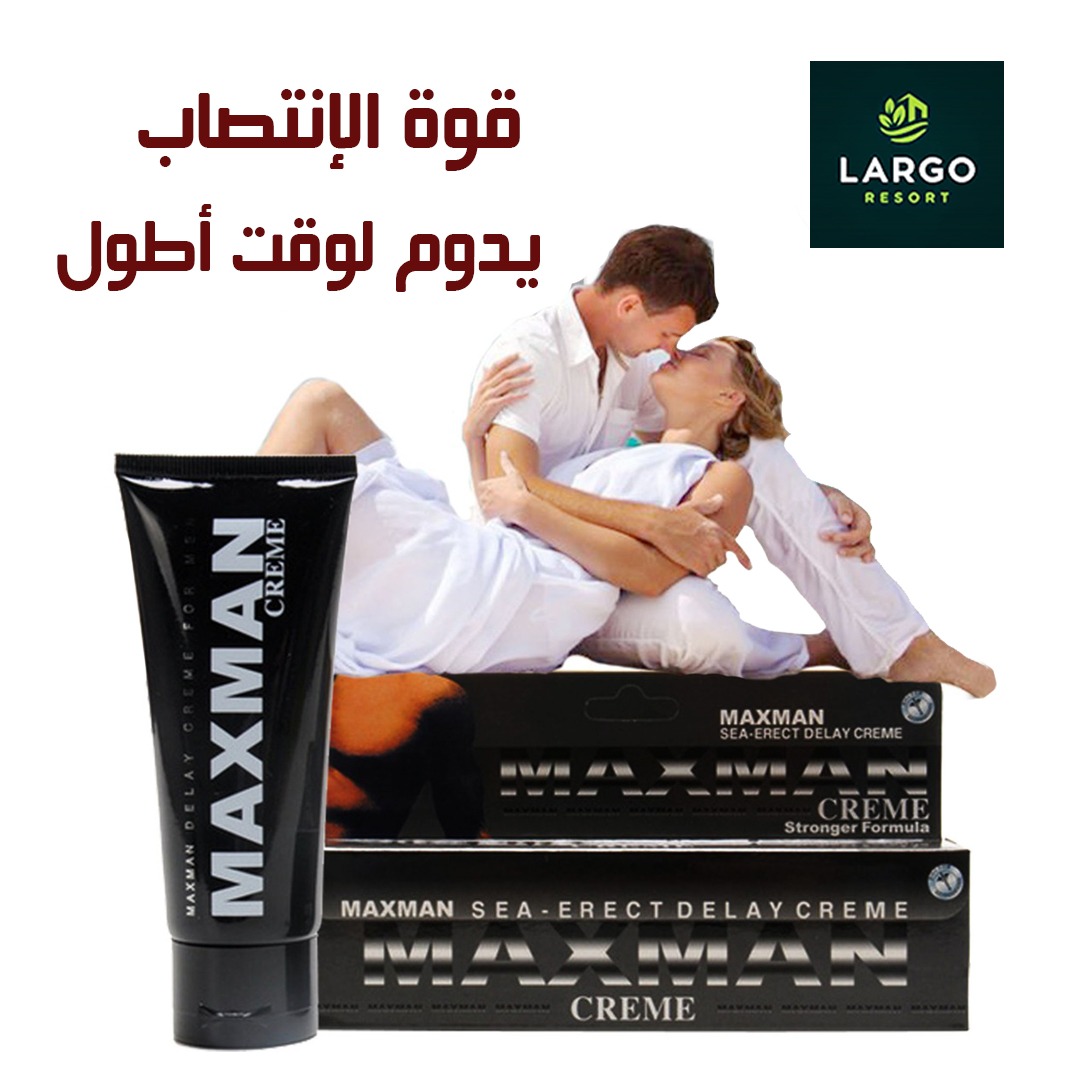 قوة الإنتصاب
يدوم لوقت أطول
LARGO
RESORT
MAXMAN DELAY CREME FOR MEN
MAXMAN
CREME
MAXMAN
SEA-ERECT DELAY CREME
MAXMAN
CREME
Stronger Formula
MAXMAN SEA-ERECT DELAY CREME
MAXMAN
CREME